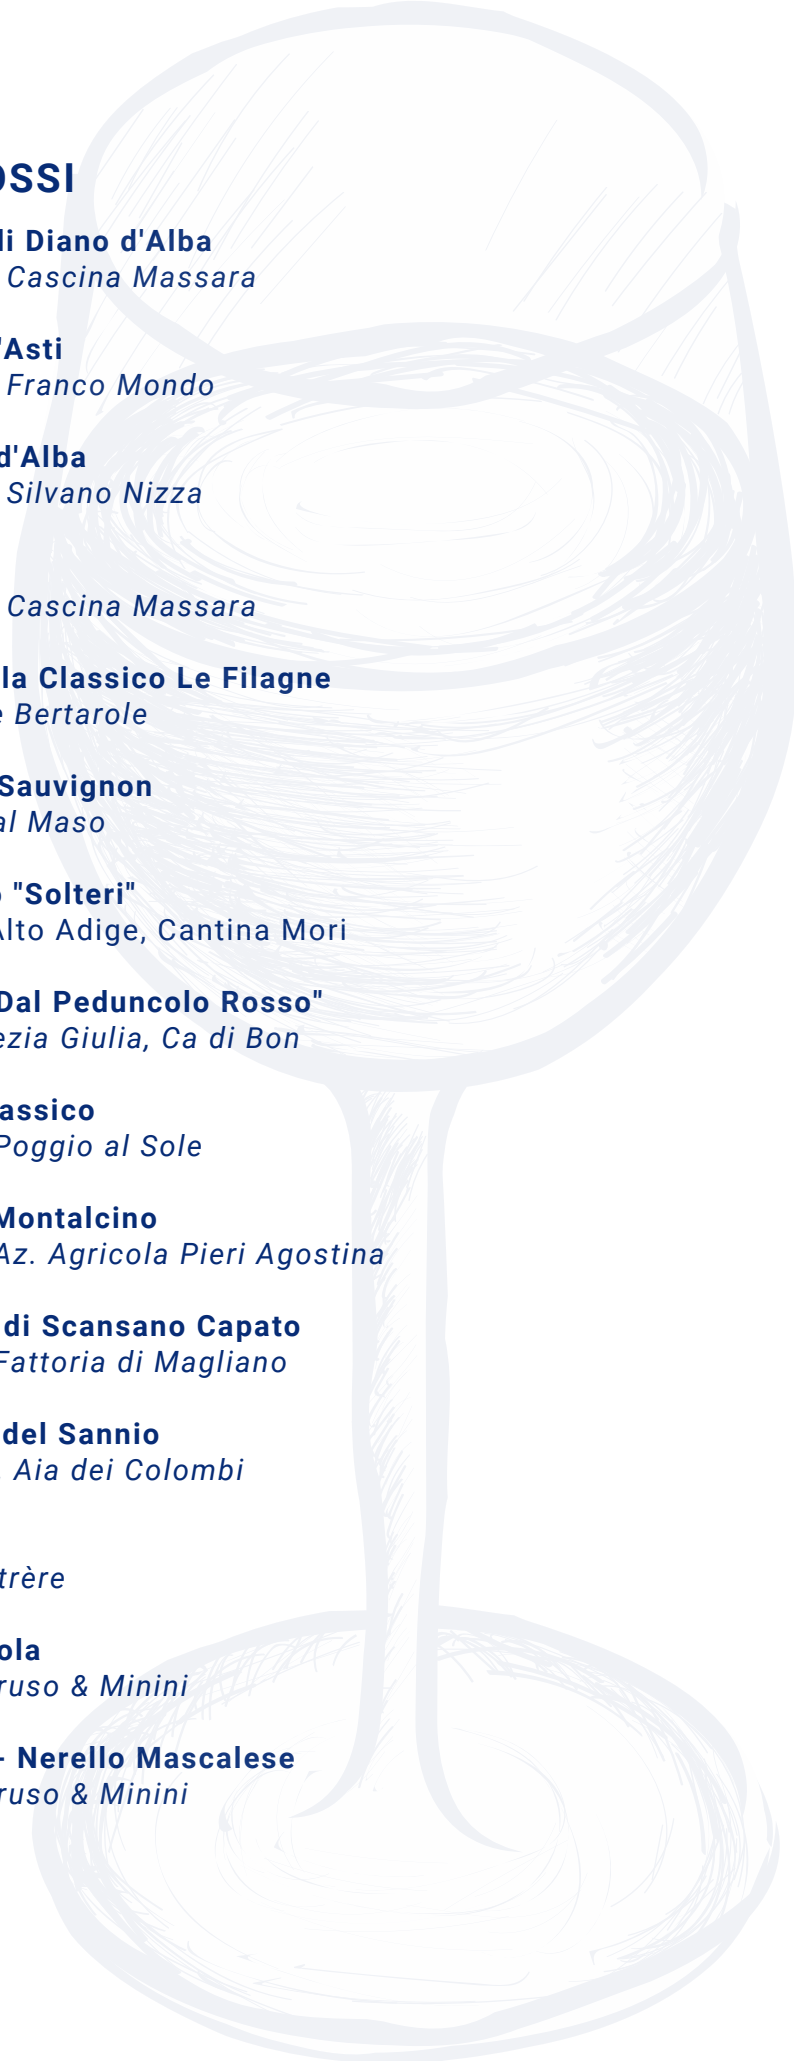 OSSI
di Diano d'Alba
Cascina Massara
'Asti
Franco Mondo
d'Alba
Silvano Nizza
Cascina Massara
la Classico Le Filagne
e Bertarole
Sauvignon
al Maso
o "Solteri"
Alto Adige, Cantina Mori
Dal Peduncolo Rosso"
ezia Giulia, Ca di Bon
assico
Poggio al Sole
Montalcino
Az. Agricola Pieri Agostina
di Scansano Capato
Fattoria di Magliano
del Sannio
Aia dei Colombi
trère
ola
ruso & Minini
- Nerello Mascalese
ruso & Minini